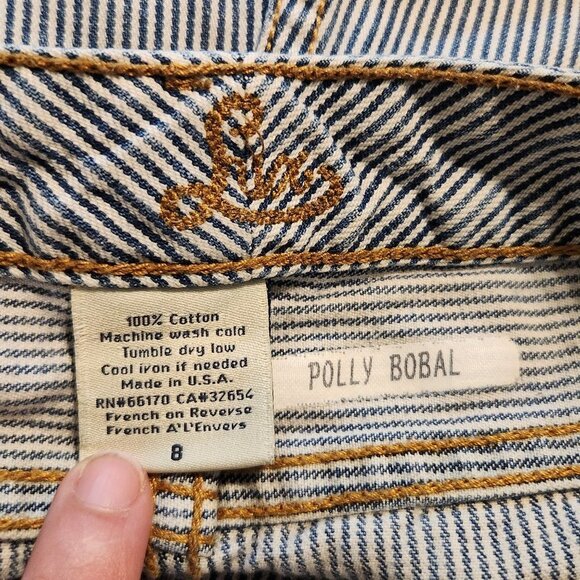 100% Cotton
Machine wash cold
Tumble dry low
Cool iron if needed
Made in U.S.A.
RN#66170 CA#32654
French on Reverse
French A'L'Envers
8
POLLY BOBAL